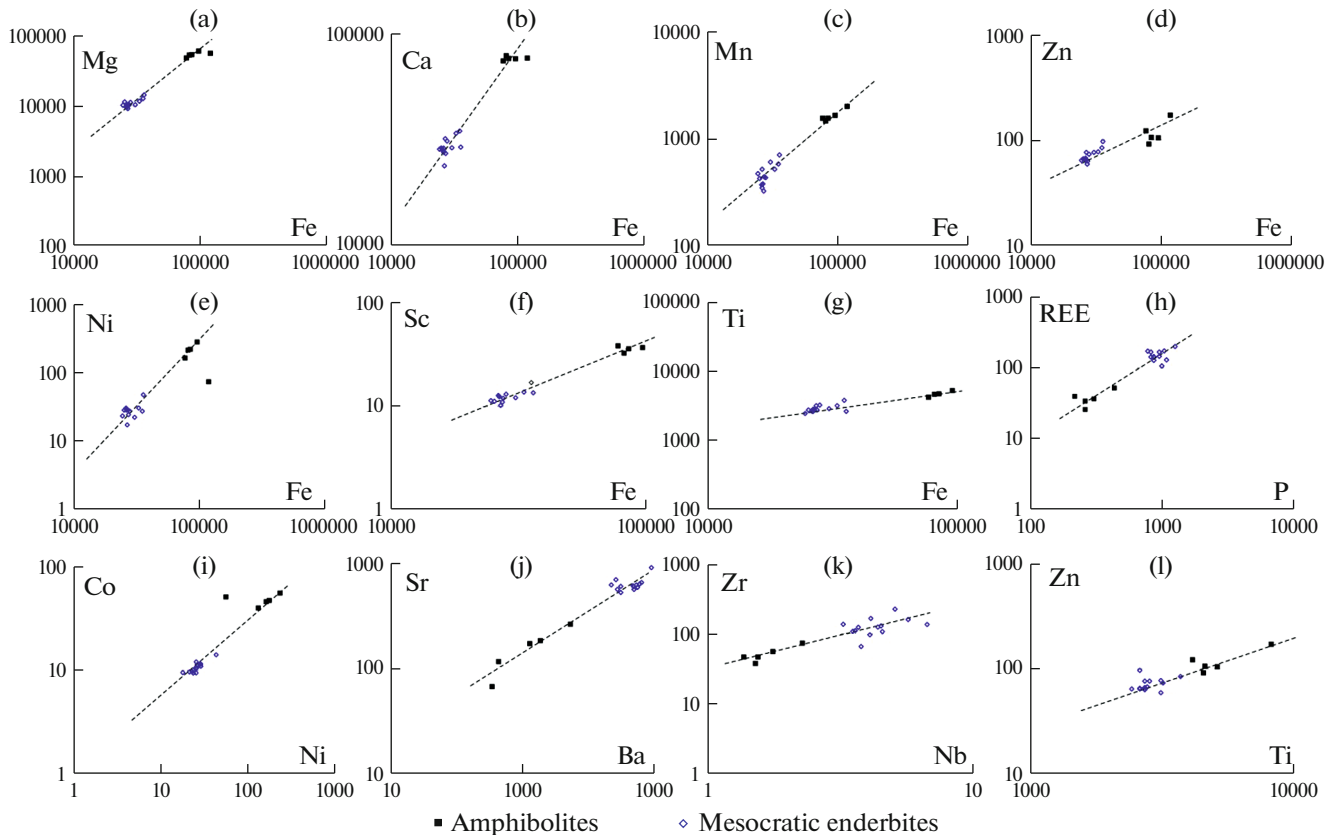 (a)
100000
Mg
10000
1000
100
10000 100000 1000000
Fe
(b)
100000
Ca
10000
10000 100000 1000000
Fe
(c)
10000
Mn
1000
100
10000 100000 1000000
Fe
(d)
1000
Zn
100
10
10000 100000 1000000
Fe
(e)
1000
Ni
100
10
1
10000 100000 1000000
Fe
(f)
100
Sc
10
1
10000 100000
Fe
(g)
100000
Ti
10000
1000
100
10000 100000
Fe
(h)
1000
REE
100
10
1
100 1000 10000
P
(i)
100
Co
10
1
1 10 100 1000
Ni
(j)
1000
Sr
100
10
10 100 1000
Ba
(k)
1000
Zr
100
10
1
1 10
Nb
(l)
1000
Zn
100
10
1000 10000
Ti
Amphibolites
Mesocratic enderbites